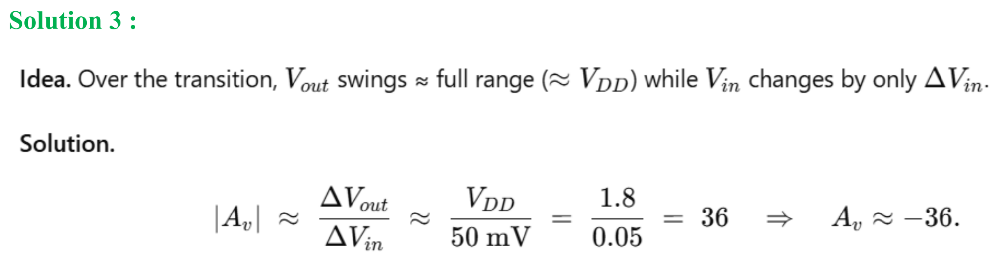 Solution 3 :
Idea. Over the transition, V_out swings ≈ full range (≈ V_DD) while V_in changes by only ΔV_in.
Solution.
|A_v| ≈ ΔV_out / ΔV_in ≈ V_DD / 50 mV = 1.8 / 0.05 = 36 ⇒ A_v ≈ −36.